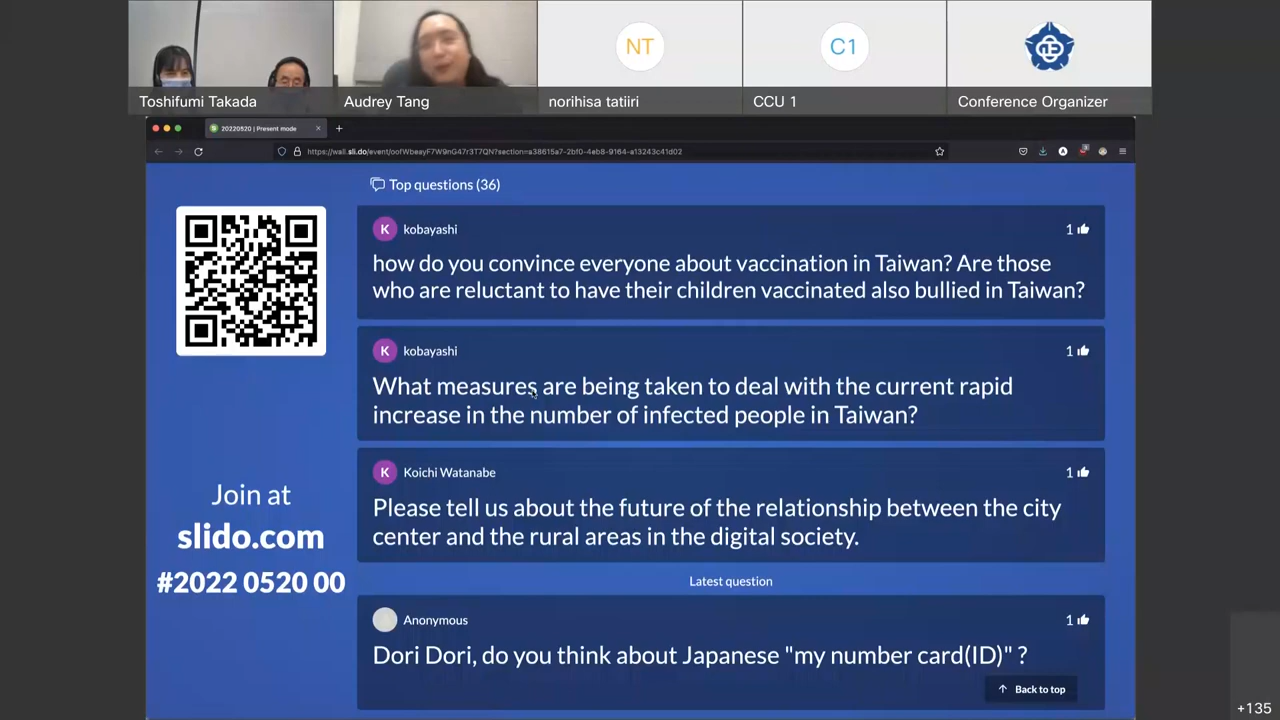 NT
C1
Toshifumi Takada
Audrey Tang
norihisa tatiiri
CCU 1
Conference Organizer
20220520 | Present mode
Top questions (36)
K kobayashi 1
how do you convince everyone about vaccination in Taiwan? Are those
who are reluctant to have their children vaccinated also bullied in Taiwan?
K kobayashi 1
What measures are being taken to deal with the current rapid
increase in the number of infected people in Taiwan?
K Koichi Watanabe 1
Please tell us about the future of the relationship between the city
center and the rural areas in the digital society.
Join at
slido.com
#2022 0520 00
Latest question
Anonymous 1
Dori Dori, do you think about Japanese "my number card(ID)" ?
Back to top
+135